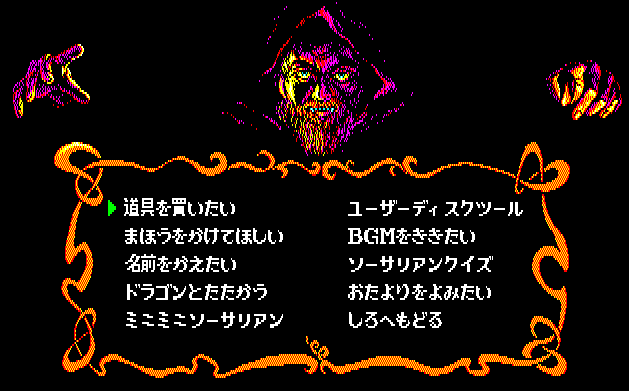 道具を買いたい
まほうをかけてほしい
名前をかえたい
ドラゴンとたたかう
ミニミニソーサリアン
ユーザーディスクツール
BGMをききたい
ソーサリアンクイズ
おたよりをよみたい
しろへもどる